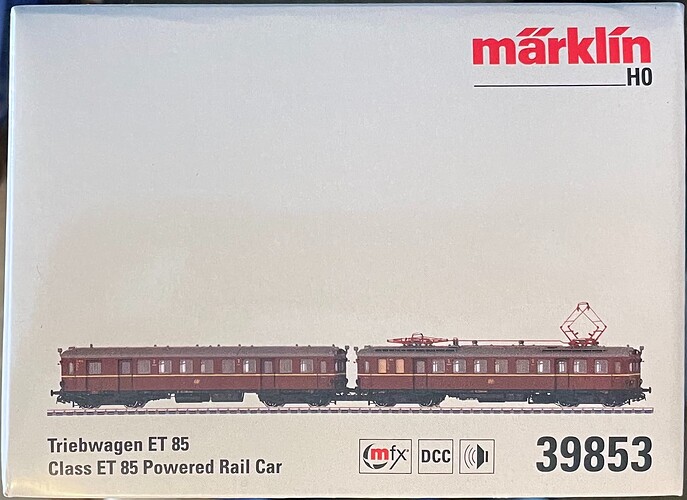 märklin
H0
Triebwagen ET 85
Class ET 85 Powered Rail Car
mfx
DCC
39853